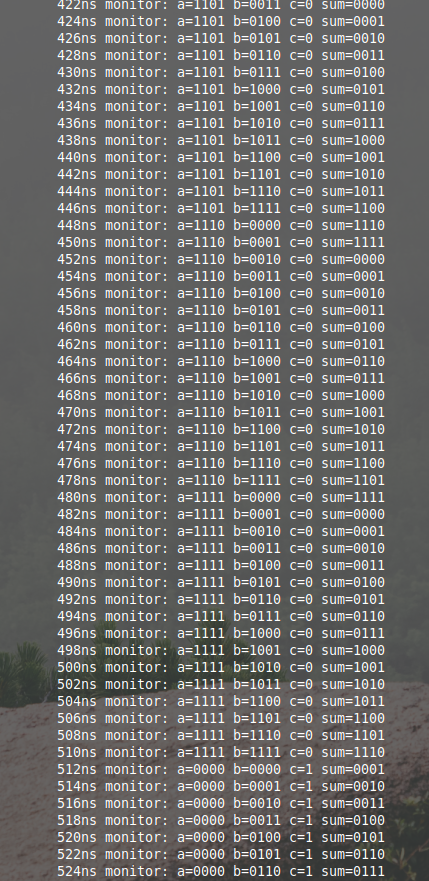 422ns monitor: a=1101 b=0011 c=0 sum=0000
424ns monitor: a=1101 b=0100 c=0 sum=0001
426ns monitor: a=1101 b=0101 c=0 sum=0010
428ns monitor: a=1101 b=0110 c=0 sum=0011
430ns monitor: a=1101 b=0111 c=0 sum=0100
432ns monitor: a=1101 b=1000 c=0 sum=0101
434ns monitor: a=1101 b=1001 c=0 sum=0110
436ns monitor: a=1101 b=1010 c=0 sum=0111
438ns monitor: a=1101 b=1011 c=0 sum=1000
440ns monitor: a=1101 b=1100 c=0 sum=1001
442ns monitor: a=1101 b=1101 c=0 sum=1010
444ns monitor: a=1101 b=1110 c=0 sum=1011
446ns monitor: a=1101 b=1111 c=0 sum=1100
448ns monitor: a=1110 b=0000 c=0 sum=1110
450ns monitor: a=1110 b=0001 c=0 sum=1111
452ns monitor: a=1110 b=0010 c=0 sum=0000
454ns monitor: a=1110 b=0011 c=0 sum=0001
456ns monitor: a=1110 b=0100 c=0 sum=0010
458ns monitor: a=1110 b=0101 c=0 sum=0011
460ns monitor: a=1110 b=0110 c=0 sum=0100
462ns monitor: a=1110 b=0111 c=0 sum=0101
464ns monitor: a=1110 b=1000 c=0 sum=0110
466ns monitor: a=1110 b=1001 c=0 sum=0111
468ns monitor: a=1110 b=1010 c=0 sum=1000
470ns monitor: a=1110 b=1011 c=0 sum=1001
472ns monitor: a=1110 b=1100 c=0 sum=1010
474ns monitor: a=1110 b=1101 c=0 sum=1011
476ns monitor: a=1110 b=1110 c=0 sum=1100
478ns monitor: a=1110 b=1111 c=0 sum=1101
480ns monitor: a=1111 b=0000 c=0 sum=1111
482ns monitor: a=1111 b=0001 c=0 sum=0000
484ns monitor: a=1111 b=0010 c=0 sum=0001
486ns monitor: a=1111 b=0011 c=0 sum=0010
488ns monitor: a=1111 b=0100 c=0 sum=0011
490ns monitor: a=1111 b=0101 c=0 sum=0100
492ns monitor: a=1111 b=0110 c=0 sum=0101
494ns monitor: a=1111 b=0111 c=0 sum=0110
496ns monitor: a=1111 b=1000 c=0 sum=0111
498ns monitor: a=1111 b=1001 c=0 sum=1000
500ns monitor: a=1111 b=1010 c=0 sum=1001
502ns monitor: a=1111 b=1011 c=0 sum=1010
504ns monitor: a=1111 b=1100 c=0 sum=1011
506ns monitor: a=1111 b=1101 c=0 sum=1100
508ns monitor: a=1111 b=1110 c=0 sum=1101
510ns monitor: a=1111 b=1111 c=0 sum=1110
512ns monitor: a=0000 b=0000 c=1 sum=0001
514ns monitor: a=0000 b=0001 c=1 sum=0010
516ns monitor: a=0000 b=0010 c=1 sum=0011
518ns monitor: a=0000 b=0011 c=1 sum=0100
520ns monitor: a=0000 b=0100 c=1 sum=0101
522ns monitor: a=0000 b=0101 c=1 sum=0110
524ns monitor: a=0000 b=0110 c=1 sum=0111